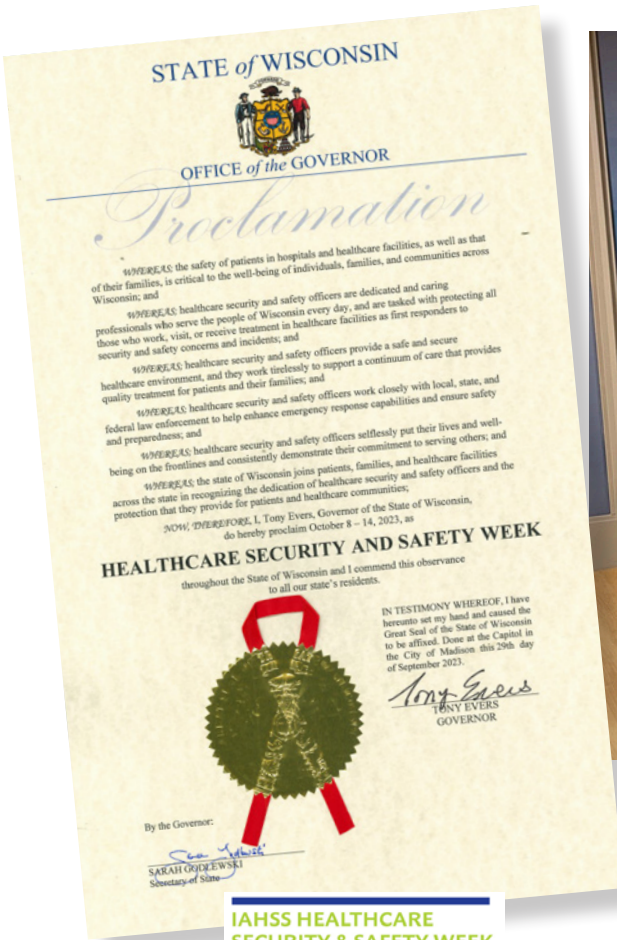 STATE of WISCONSIN
OFFICE of the GOVERNOR
Proclamation
WHEREAS; the safety of patients in hospitals and healthcare facilities, as well as that
of their families, is critical to the well-being of individuals, families, and communities across
Wisconsin; and
WHEREAS; healthcare security and safety officers are dedicated and caring
professionals who serve the people of Wisconsin every day, and are tasked with protecting all
those who work, visit, or receive treatment in healthcare facilities as first responders to
security and safety concerns and incidents; and
WHEREAS; healthcare security and safety officers provide a safe and secure
healthcare environment, and they work tirelessly to support a continuum of care that provides
quality treatment for patients and their families; and
WHEREAS; healthcare security and safety officers work closely with local, state, and
federal law enforcement to help enhance emergency response capabilities and ensure safety
and preparedness; and
WHEREAS; healthcare security and safety officers selflessly put their lives and well-
being on the frontlines and consistently demonstrate their commitment to serving others; and
WHEREAS; the state of Wisconsin joins patients, families, and healthcare facilities
across the state in recognizing the dedication of healthcare security and safety officers and the
protection that they provide for patients and healthcare communities;
NOW, THEREFORE, I, Tony Evers, Governor of the State of Wisconsin,
do hereby proclaim October 8 – 14, 2023, as
HEALTHCARE SECURITY AND SAFETY WEEK
throughout the State of Wisconsin and I commend this observance
to all our state's residents.
IN TESTIMONY WHEREOF, I have
hereunto set my hand and caused the
Great Seal of the State of Wisconsin
to be affixed. Done at the Capitol in
the City of Madison this 29th day
of September 2023.
Tony Evers
TONY EVERS
GOVERNOR
By the Governor:
SARAH GODLEWSKI
Secretary of State
IAHSS HEALTHCARE
SECURITY & SAFETY WEEK